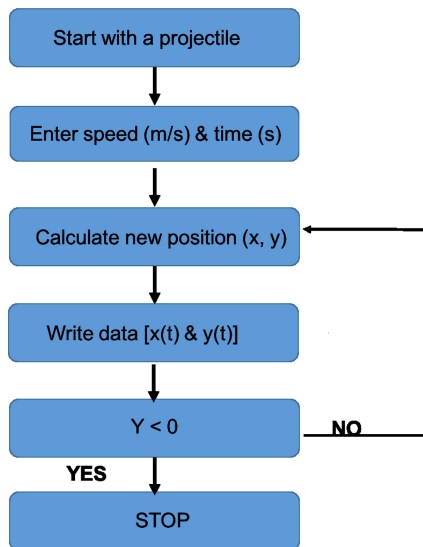 Start with a projectile
Enter speed (m/s) & time (s)
Calculate new position (x, y)
Write data [x(t) & y(t)]
Y < 0
NO
YES
STOP